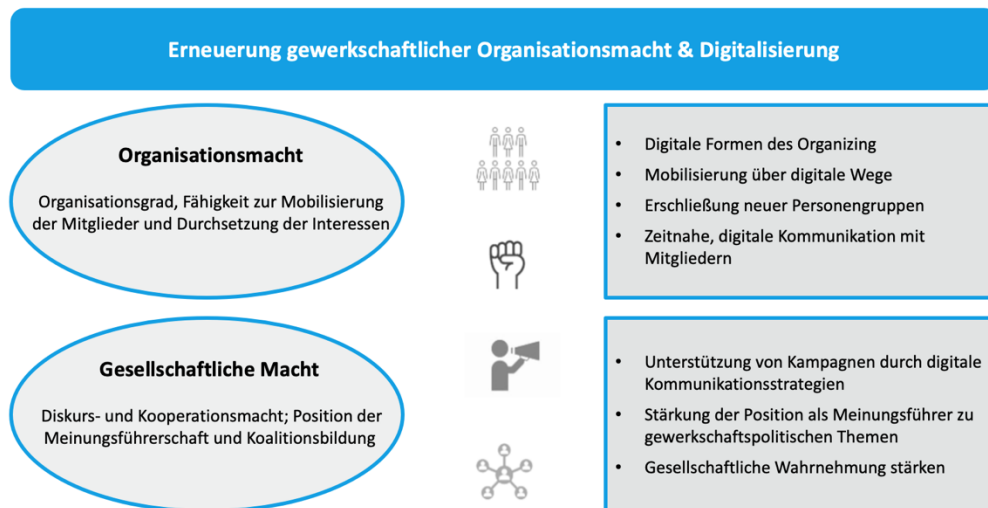 Erneuerung gewerkschaftlicher Organisationsmacht & Digitalisierung
Organisationsmacht
Organisationsgrad, Fähigkeit zur Mobilisierung
der Mitglieder und Durchsetzung der Interessen
• Digitale Formen des Organizing
• Mobilisierung über digitale Wege
• Erschließung neuer Personengruppen
• Zeitnahe, digitale Kommunikation mit
Mitgliedern
Gesellschaftliche Macht
Diskurs- und Kooperationsmacht; Position der
Meinungsführerschaft und Koalitionsbildung
• Unterstützung von Kampagnen durch digitale
Kommunikationsstrategien
• Stärkung der Position als Meinungsführer zu
gewerkschaftspolitischen Themen
• Gesellschaftliche Wahrnehmung stärken